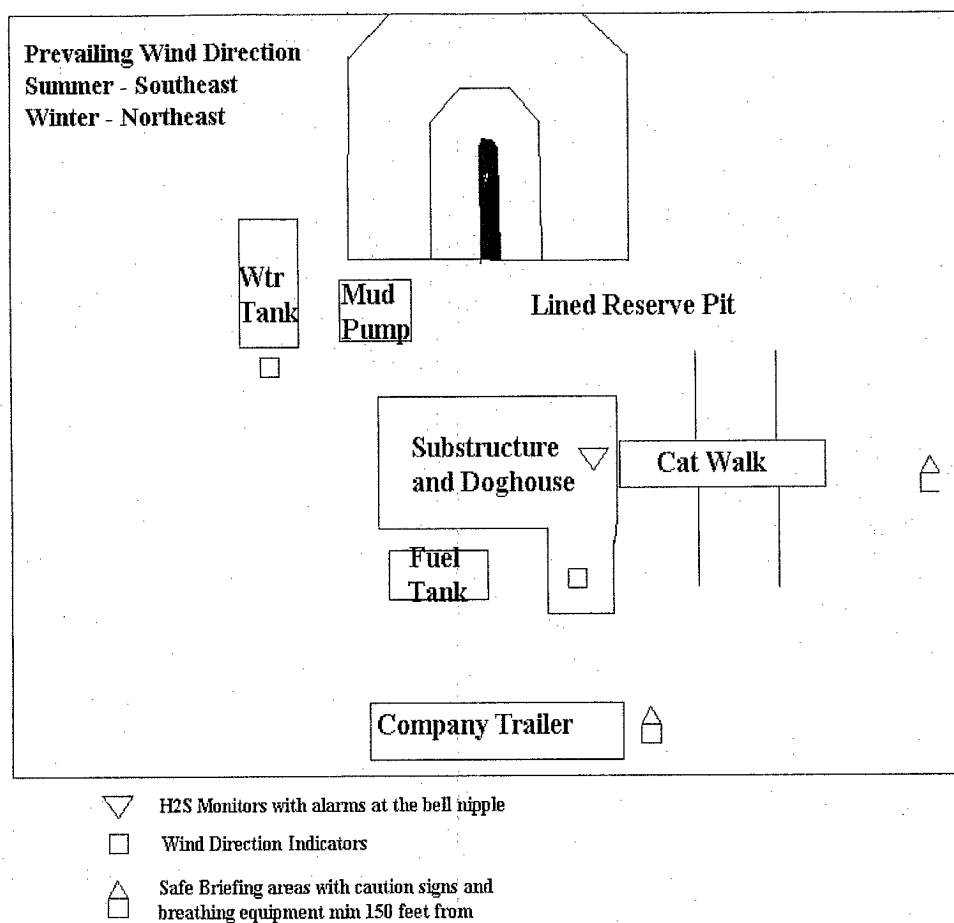 Prevailing Wind Direction
Summer - Southeast
Winter - Northeast
Wtr
Tank
Mud
Pump
Lined Reserve Pit
Substructure
and Doghouse
Cat Walk
Fuel
Tank
Company Trailer
H2S Monitors with alarms at the bell nipple
Wind Direction Indicators
Safe Briefing areas with caution signs and
breathing equipment min 150 feet from